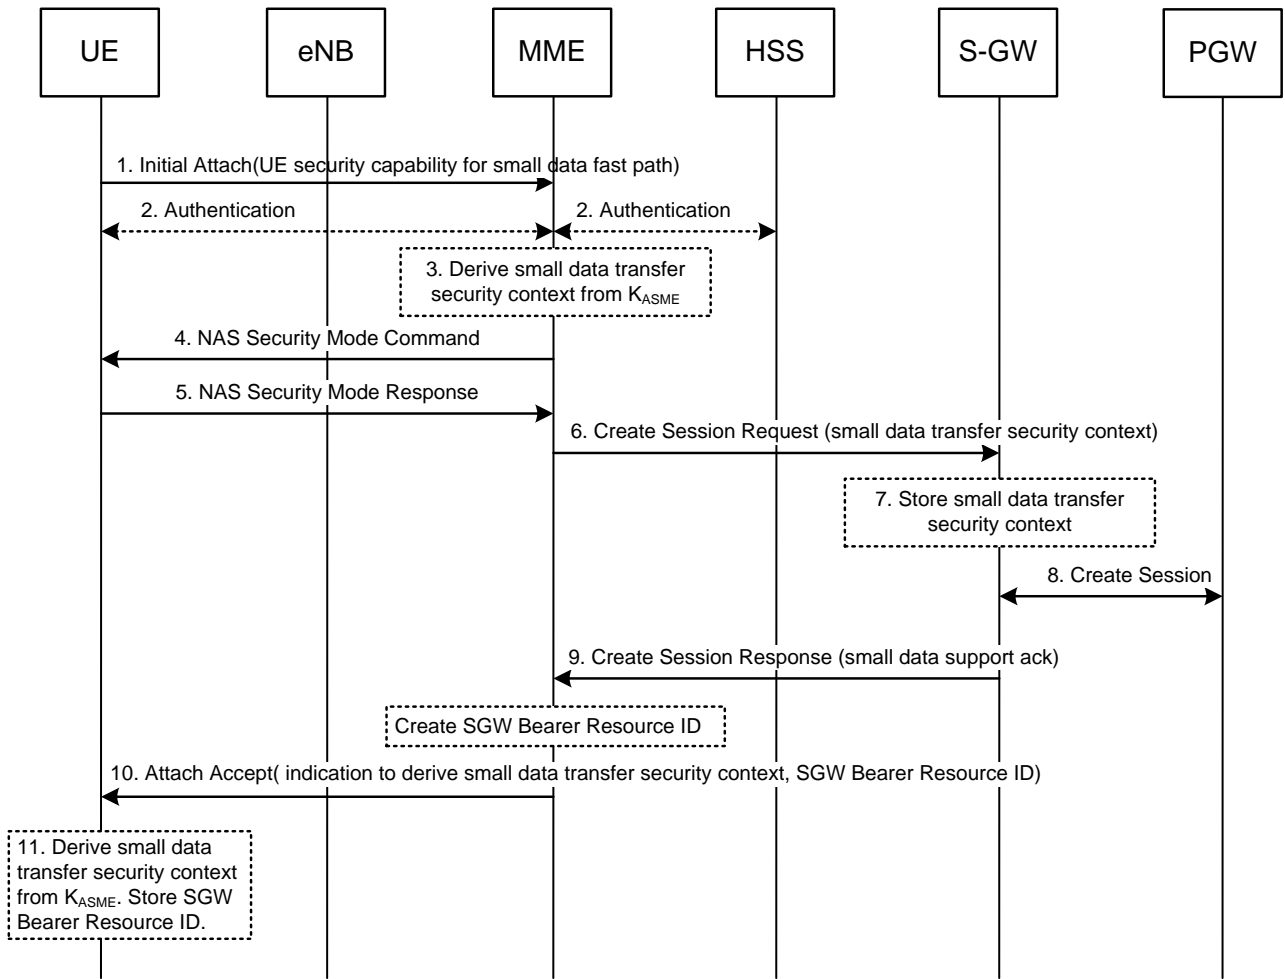 UE
eNB
MME
HSS
S-GW
PGW
1. Initial Attach(UE security capability for small data fast path)
2. Authentication
2. Authentication
3. Derive small data transfer
security context from KASME
4. NAS Security Mode Command
5. NAS Security Mode Response
6. Create Session Request (small data transfer security context)
7. Store small data transfer
security context
8. Create Session
9. Create Session Response (small data support ack)
Create SGW Bearer Resource ID
10. Attach Accept( indication to derive small data transfer security context, SGW Bearer Resource ID)
11. Derive small data
transfer security context
from KASME. Store SGW
Bearer Resource ID.